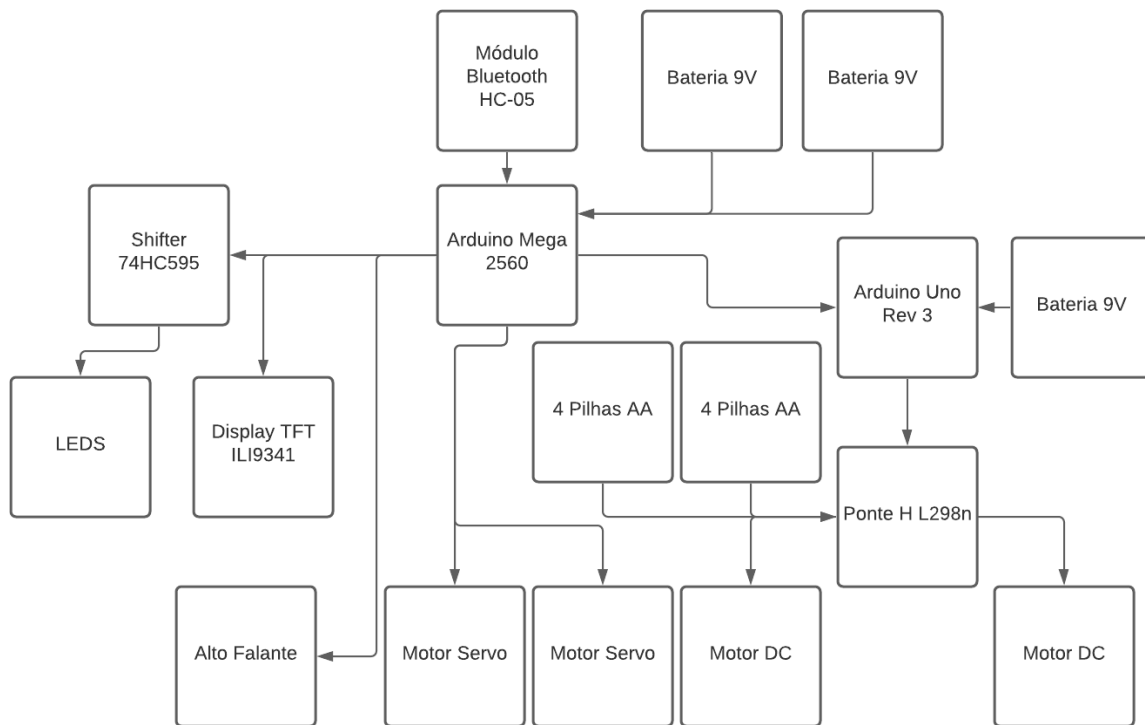 Módulo
Bluetooth
HC-05
Bateria 9V
Bateria 9V
Shifter
74HC595
Arduino Mega
2560
Arduino Uno
Rev 3
Bateria 9V
LEDS
Display TFT
ILI9341
4 Pilhas AA
4 Pilhas AA
Ponte H L298n
Alto Falante
Motor Servo
Motor Servo
Motor DC
Motor DC